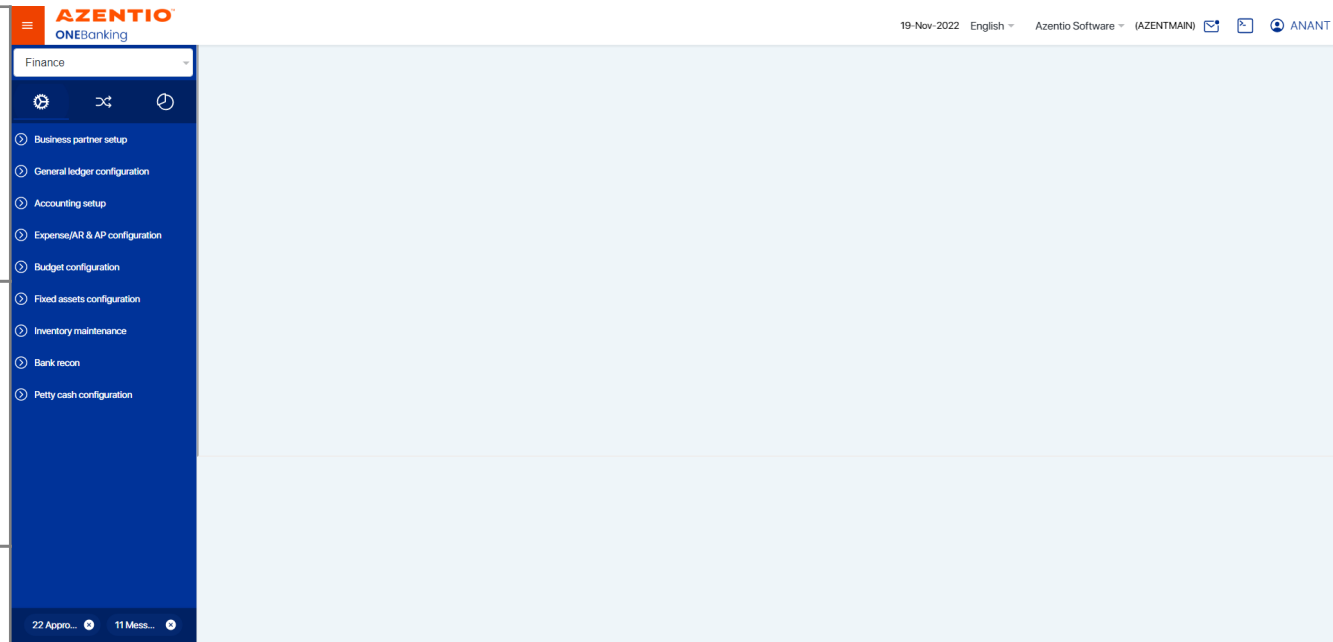 AZENTIO™
ONEBanking
19-Nov-2022 English Azentio Software (AZENTMAIN) ANANT
Finance
Business partner setup
General ledger configuration
Accounting setup
Expense/AR & AP configuration
Budget configuration
Fixed assets configuration
Inventory maintenance
Bank recon
Petty cash configuration
22 Appro... 11 Mess...